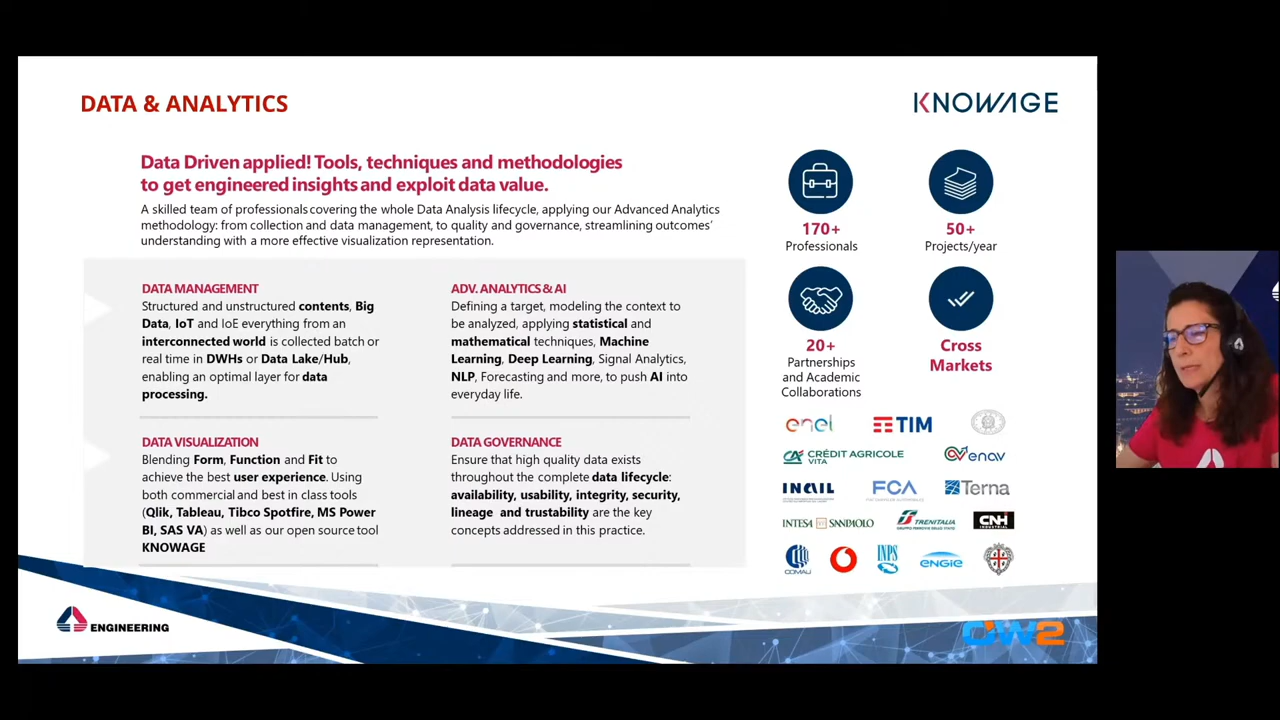 DATA & ANALYTICS
KNOWAGE
Data Driven applied! Tools, techniques and methodologies
to get engineered insights and exploit data value.
A skilled team of professionals covering the whole Data Analysis lifecycle, applying our Advanced Analytics
methodology: from collection and data management, to quality and governance, streamlining outcomes'
understanding with a more effective visualization representation.
DATA MANAGEMENT
Structured and unstructured contents, Big
Data, IoT and IoE everything from an
interconnected world is collected batch or
real time in DWHs or Data Lake/Hub,
enabling an optimal layer for data
processing.
ADV. ANALYTICS & AI
Defining a target, modeling the context to
be analyzed, applying statistical and
mathematical techniques, Machine
Learning, Deep Learning, Signal Analytics,
NLP, Forecasting and more, to push AI into
everyday life.
DATA VISUALIZATION
Blending Form, Function and Fit to
achieve the best user experience. Using
both commercial and best in class tools
(Qlik, Tableau, Tibco Spotfire, MS Power
BI, SAS VA) as well as our open source tool
KNOWAGE
DATA GOVERNANCE
Ensure that high quality data exists
throughout the complete data lifecycle:
availability, usability, integrity, security,
lineage and trustability are the key
concepts addressed in this practice.
170+
Professionals
50+
Projects/year
20+
Partnerships
and Academic
Collaborations
Cross
Markets
enel
TIM
CRÉDIT AGRICOLE
VITA
enav
INAIL
FCA
Terna
INTESA SANPAOLO
TRENITALIA
CNH
INDUSTRIAL
COMAU
INPS
ENGIE
ENGINEERING
OW2